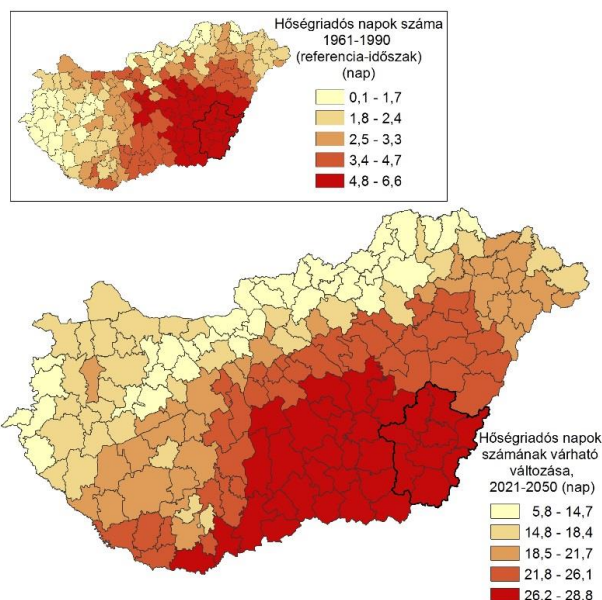 Hőségriadós napok száma
1961-1990
(referencia-időszak)
(nap)
0,1 - 1,7
1,8 - 2,4
2,5 - 3,3
3,4 - 4,7
4,8 - 6,6
Hőségriadós napok
számának várható
változása,
2021-2050 (nap)
5,8 - 14,7
14,8 - 18,4
18,5 - 21,7
21,8 - 26,1
26,2 - 28,8